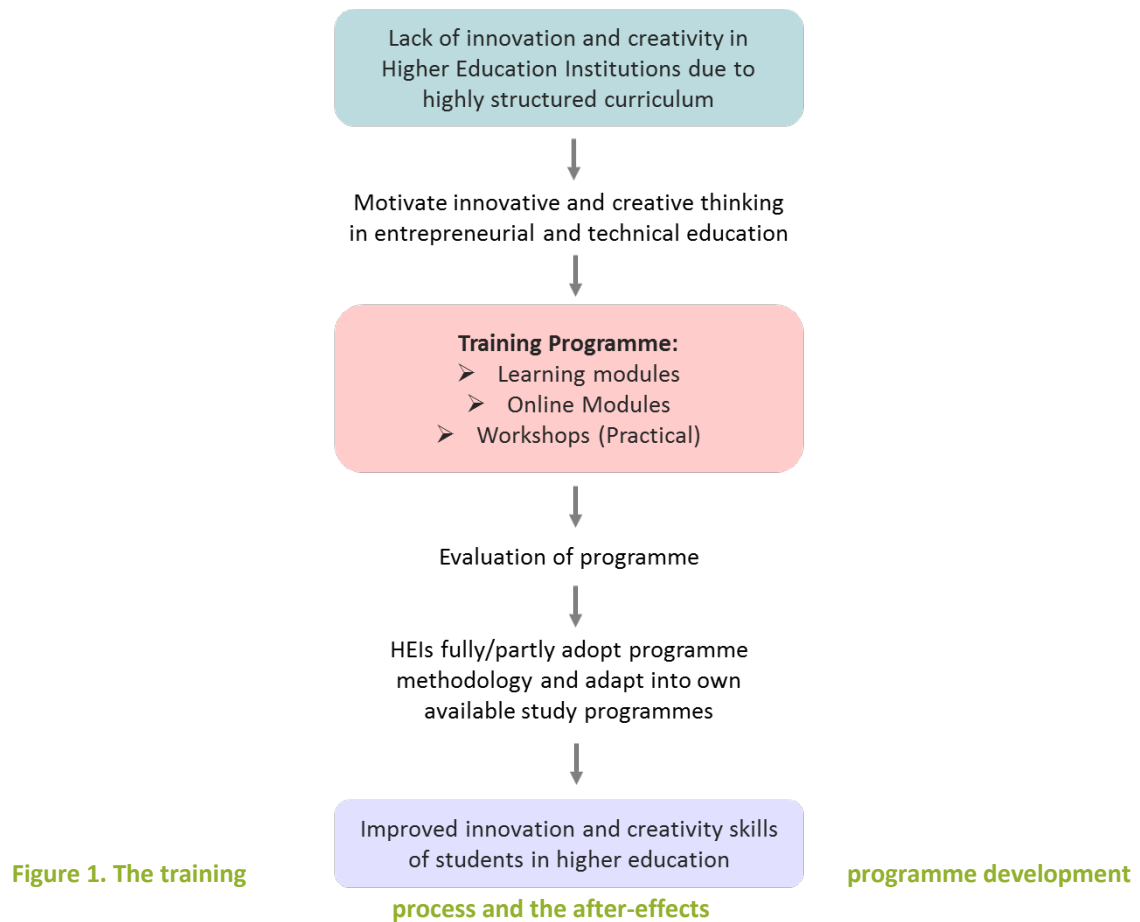 Lack of innovation and creativity in
Higher Education Institutions due to
highly structured curriculum
Motivate innovative and creative thinking
in entrepreneurial and technical education
Training Programme:
➢ Learning modules
➢ Online Modules
➢ Workshops (Practical)
Evaluation of programme
HEIs fully/partly adopt programme
methodology and adapt into own
available study programmes
Improved innovation and creativity skills
of students in higher education
Figure 1. The training programme development
process and the after-effects